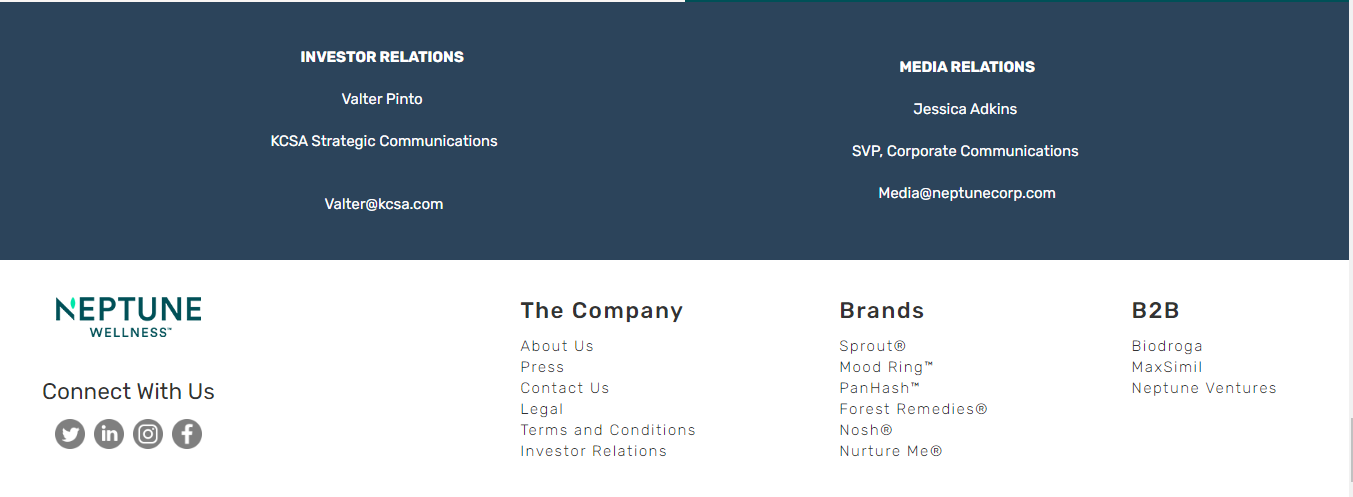 INVESTOR RELATIONS
Valter Pinto
KCSA Strategic Communications
Valter@kcsa.com
MEDIA RELATIONS
Jessica Adkins
SVP, Corporate Communications
Media@neptunecorp.com
NEPTUNE
WELLNESS™
Connect With Us
The Company
About Us
Press
Contact Us
Legal
Terms and Conditions
Investor Relations
Brands
Sprout®
Mood Ring™
PanHash™
Forest Remedies®
Nosh®
Nurture Me®
B2B
Biodroga
MaxSimil
Neptune Ventures